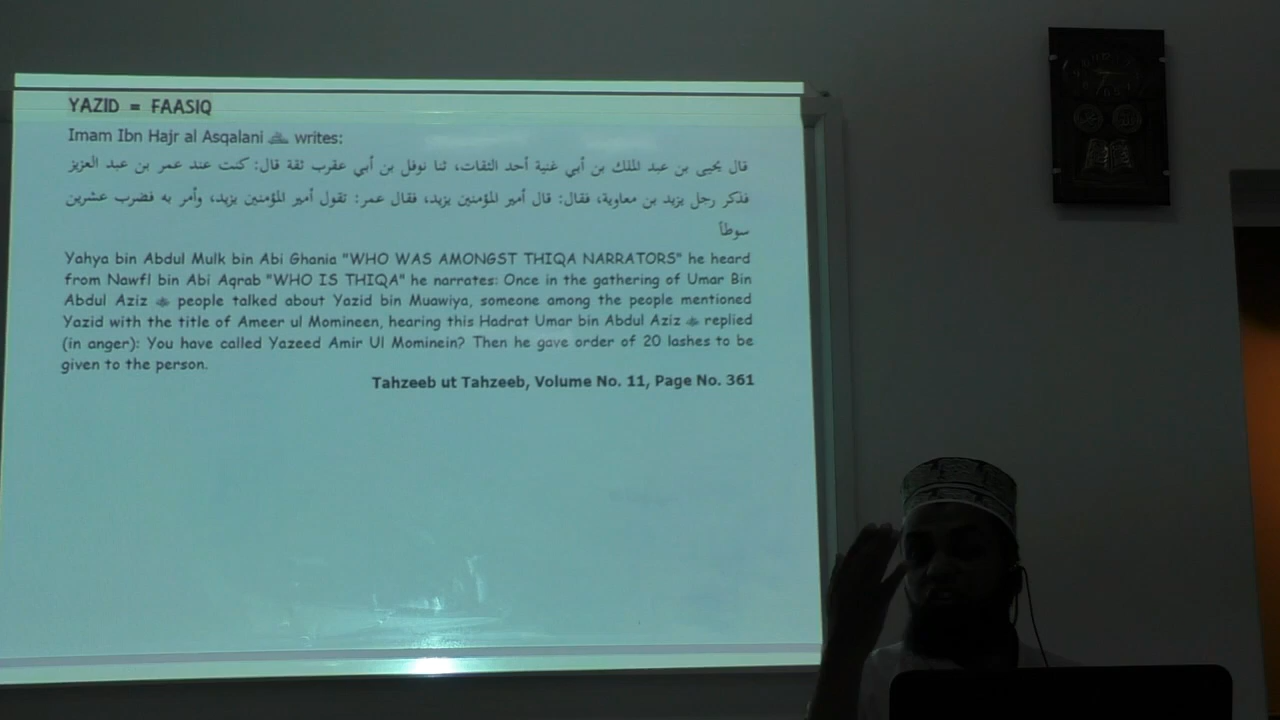 YAZID = FAASIQ
Imam Ibn Hajr al Asqalani writes:
قال يحيى بن عبد الملك بن أبي غنية أحد الثقات، ثنا نوفل بن أبي عقرب ثقة قال: كنت عند عمر بن عبد العزيز
فذكر رجل يزيد بن معاوية، فقال: قال أمير المؤمنين يزيد، فقال عمر: تقول أمير المؤمنين يزيد، وأمر به فضرب عشرين
سوطاً
Yahya bin Abdul Mulk bin Abi Ghania "WHO WAS AMONGST THIQA NARRATORS" he heard
from Nawfl bin Abi Aqrab "WHO IS THIQA" he narrates: Once in the gathering of Umar Bin
Abdul Aziz people talked about Yazid bin Muawiya, someone among the people mentioned
Yazid with the title of Ameer ul Momineen, hearing this Hadrat Umar bin Abdul Aziz replied
(in anger): You have called Yazeed Amir Ul Mominein? Then he gave order of 20 lashes to be
given to the person.
Tahzeeb ut Tahzeeb, Volume No. 11, Page No. 361